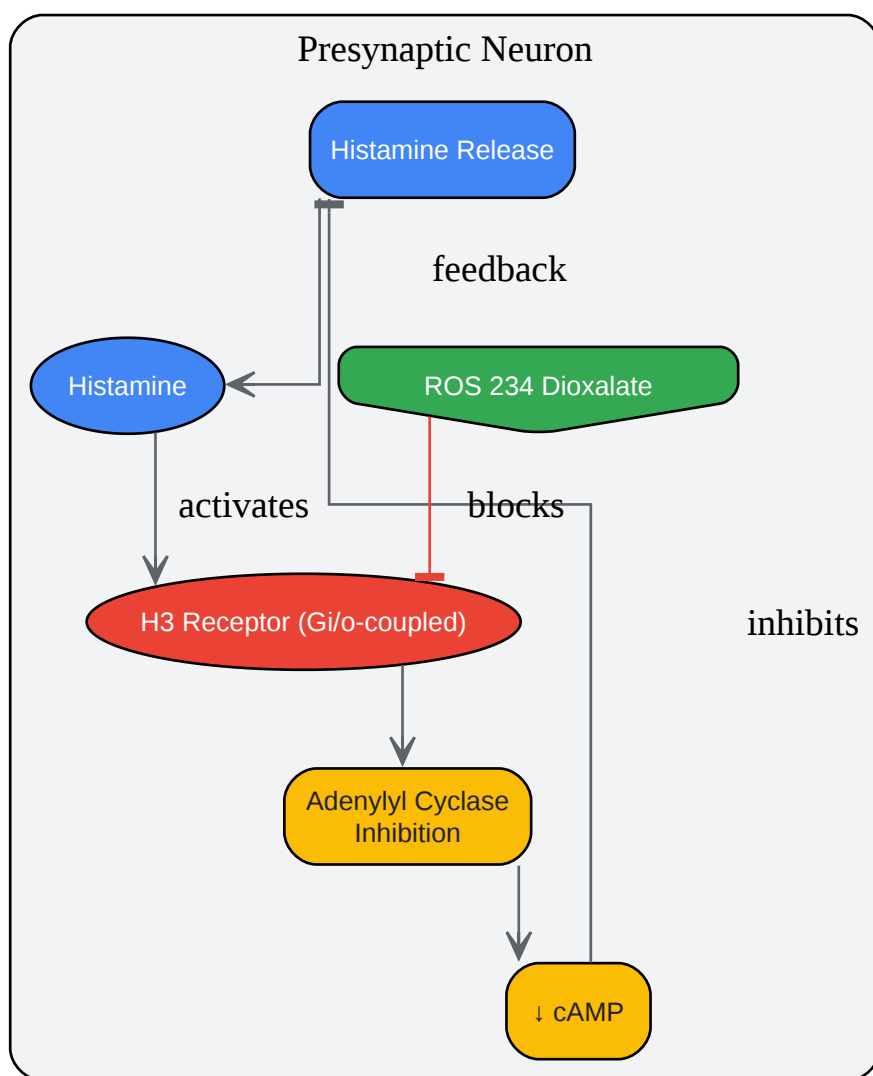 Presynaptic Neuron
Histamine Release
feedback
Histamine
ROS 234 Dioxalate
activates
blocks
H3 Receptor (Gi/o-coupled)
inhibits
Adenylyl Cyclase
Inhibition
↓ cAMP